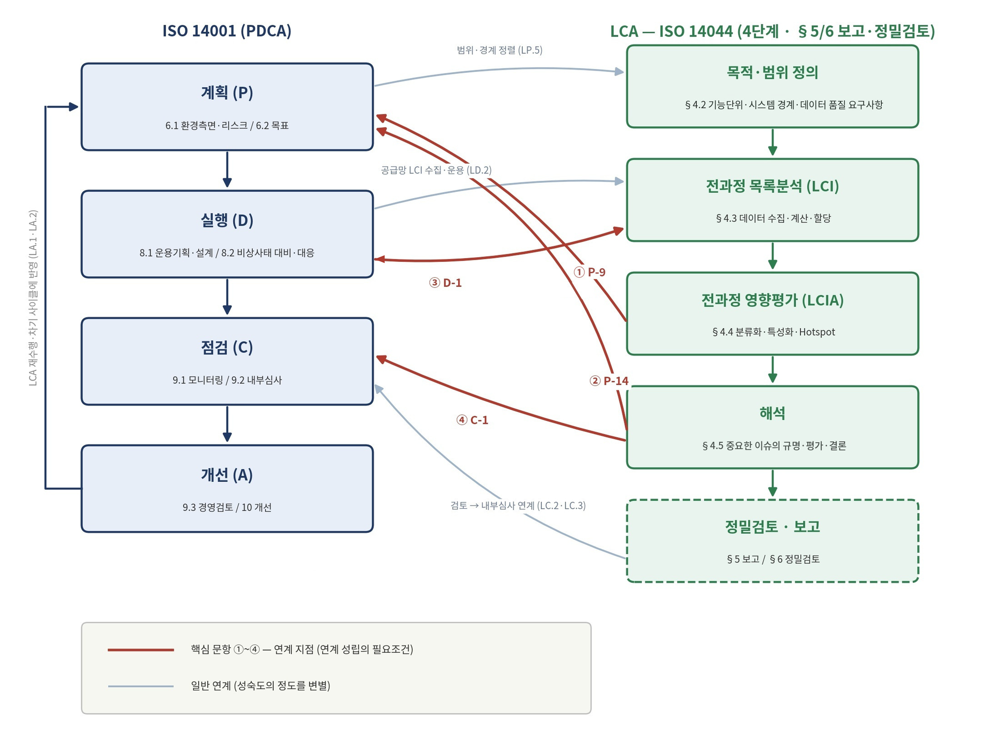 ISO 14001 (PDCA)
LCA — ISO 14044 (4단계 · §5/6 보고·정밀검토)
범위·경계 정렬 (LP.5)
계획 (P)
6.1 환경측면·리스크 / 6.2 목표
목적·범위 정의
§4.2 기능단위·시스템 경계·데이터 품질 요구사항
공급망 LCI 수집·운용 (LD.2)
실행 (D)
8.1 운용기획·설계 / 8.2 비상사태 대비·대응
전과정 목록분석 (LCI)
§4.3 데이터 수집·계산·할당
① P-9
③ D-1
LCA 재수행·차기 사이클에 반영 (LA.1·LA.2)
점검 (C)
9.1 모니터링 / 9.2 내부심사
전과정 영향평가 (LCIA)
§4.4 분류화·특성화·Hotspot
② P-14
④ C-1
해석
§4.5 중요한 이슈의 규명·평가·결론
개선 (A)
9.3 경영검토 / 10 개선
검토 → 내부심사 연계 (LC.2·LC.3)
정밀검토 · 보고
§5 보고 / §6 정밀검토
핵심 문항 ①~④ — 연계 지점 (연계 성립의 필요조건)
일반 연계 (성숙도의 정도를 변별)